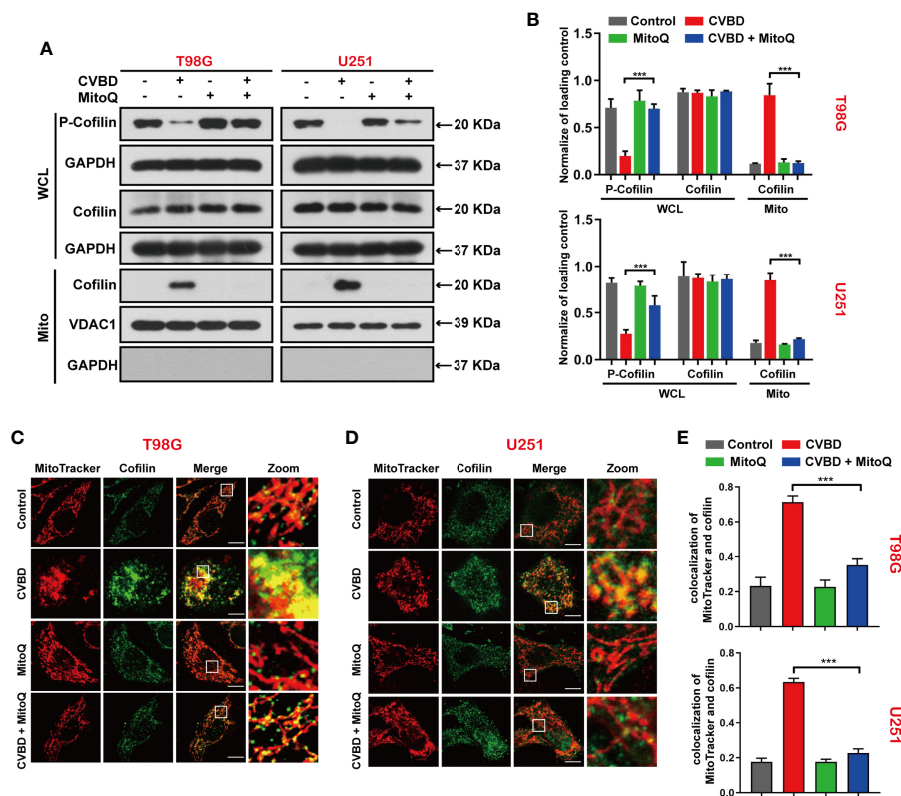 A
T98G
U251
CVBD - + - + - + - +
MitoQ - - + + - - + +
WCL
P-Cofilin ←20 KDa
GAPDH ←37 KDa
Cofilin ←20 KDa
GAPDH ←37 KDa
Mito
Cofilin ←20 KDa
VDAC1 ←39 KDa
GAPDH ←37 KDa
B
Control CVBD
MitoQ CVBD + MitoQ
Normalize of loading control
1.5
1.0
0.5
0.0
*** ***
P-Cofilin Cofilin Cofilin
WCL Mito
T98G
Normalize of loading control
1.5
1.0
0.5
0.0
*** ***
P-Cofilin Cofilin Cofilin
WCL Mito
U251
C
T98G
MitoTracker Cofilin Merge Zoom
Control
CVBD
MitoQ
CVBD + MitoQ
D
U251
MitoTracker Cofilin Merge Zoom
Control
CVBD
MitoQ
CVBD + MitoQ
E
Control CVBD
MitoQ CVBD + MitoQ
colocalization of
MitoTracker and cofilin
0.8
0.6
0.4
0.2
0.0
***
T98G
colocalization of
MitoTracker and cofilin
0.8
0.6
0.4
0.2
0.0
***
U251